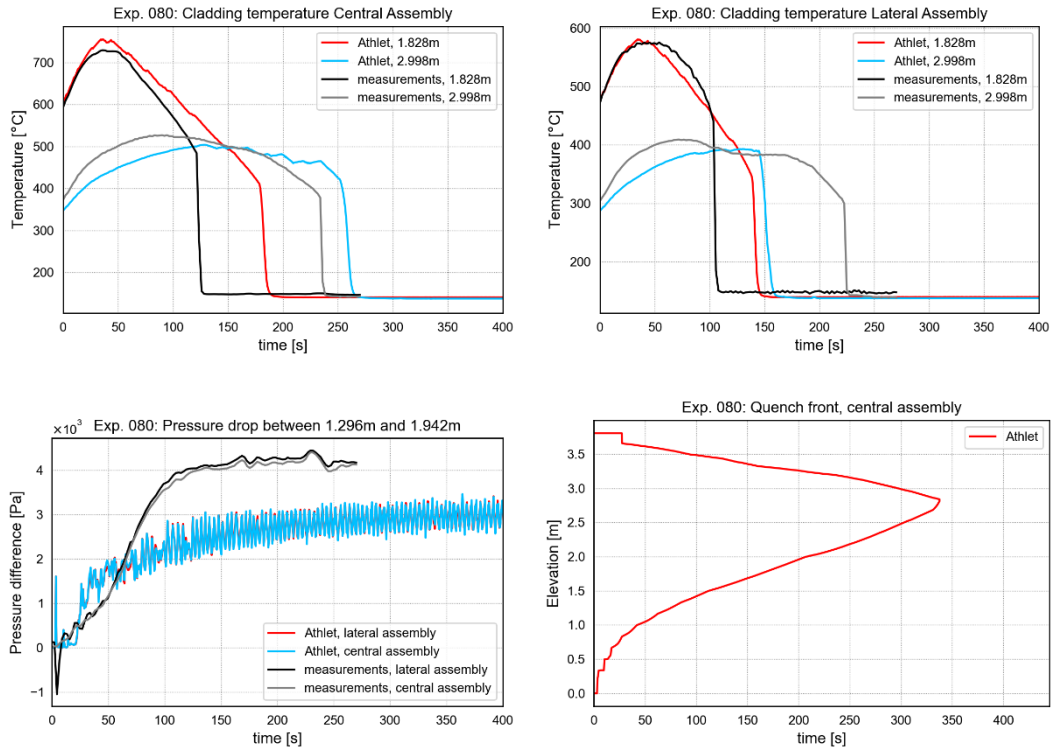 Exp. 080: Cladding temperature Central Assembly
Temperature [°C]
700
600
500
400
300
200
0 50 100 150 200 250 300 350 400
time [s]
Athlet, 1.828m
Athlet, 2.998m
measurements, 1.828m
measurements, 2.998m
Exp. 080: Cladding temperature Lateral Assembly
Temperature [°C]
600
500
400
300
200
0 50 100 150 200 250 300 350 400
time [s]
Athlet, 1.828m
Athlet, 2.998m
measurements, 1.828m
measurements, 2.998m
×10³ Exp. 080: Pressure drop between 1.296m and 1.942m
Pressure difference [Pa]
4
3
2
1
0
−1
0 50 100 150 200 250 300 350 400
time [s]
Athlet, lateral assembly
Athlet, central assembly
measurements, lateral assembly
measurements, central assembly
Exp. 080: Quench front, central assembly
Elevation [m]
3.5
3.0
2.5
2.0
1.5
1.0
0.5
0.0
0 50 100 150 200 250 300 350 400
time [s]
Athlet